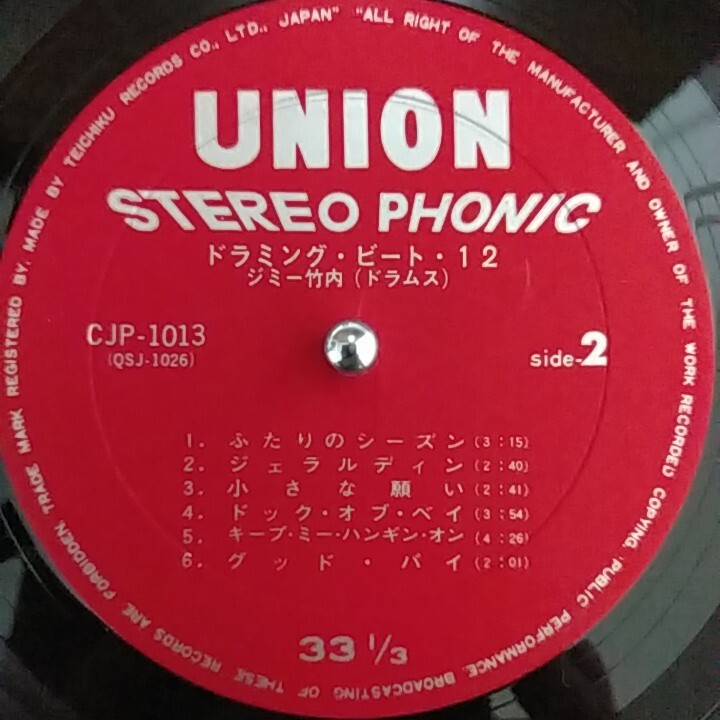 UNION
STEREO PHONIC
ドラミング・ビート・12
ジミー竹内(ドラムス)
CJP-1013
(QSJ-1026)
side-2
1. ふたりのシーズン(3:15)
2. ジェラルディン(2:40)
3. 小さな願い(2:41)
4. ドック・オブ・ベイ(3:54)
5. キープ・ミー・ハンギン・オン(4:26)
6. グッド・バイ(2:01)
33 1/3
MADE BY TEICHIKU RECORDS CO., LTD., JAPAN" "ALL RIGHT OF THE MANUFACTURER AND OWNER OF THE WORK RECORDED COPYING, PUBLIC PERFORMANCE, BROADCASTING OF THESE RECORDS ARE FORBIDDEN TRADE MARK REGISTERED BY,